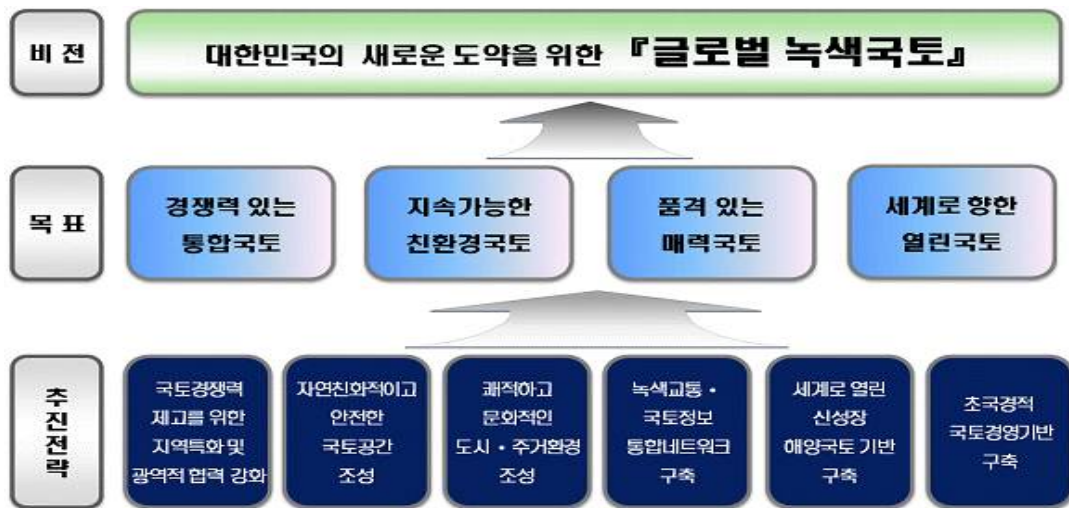 비 전
대한민국의 새로운 도약을 위한 『글로벌 녹색국토』
목 표
경쟁력 있는
통합국토
지속가능한
친환경국토
품격 있는
매력국토
세계로 향한
열린국토
추진전략
국토경쟁력
제고를 위한
지역특화 및
광역적 협력 강화
자연친화적이고
안전한
국토공간
조성
쾌적하고
문화적인
도시·주거환경
조성
녹색교통·
국토정보
통합네트워크
구축
세계로 열린
신성장
해양국토 기반
구축
초국경적
국토경영기반
구축